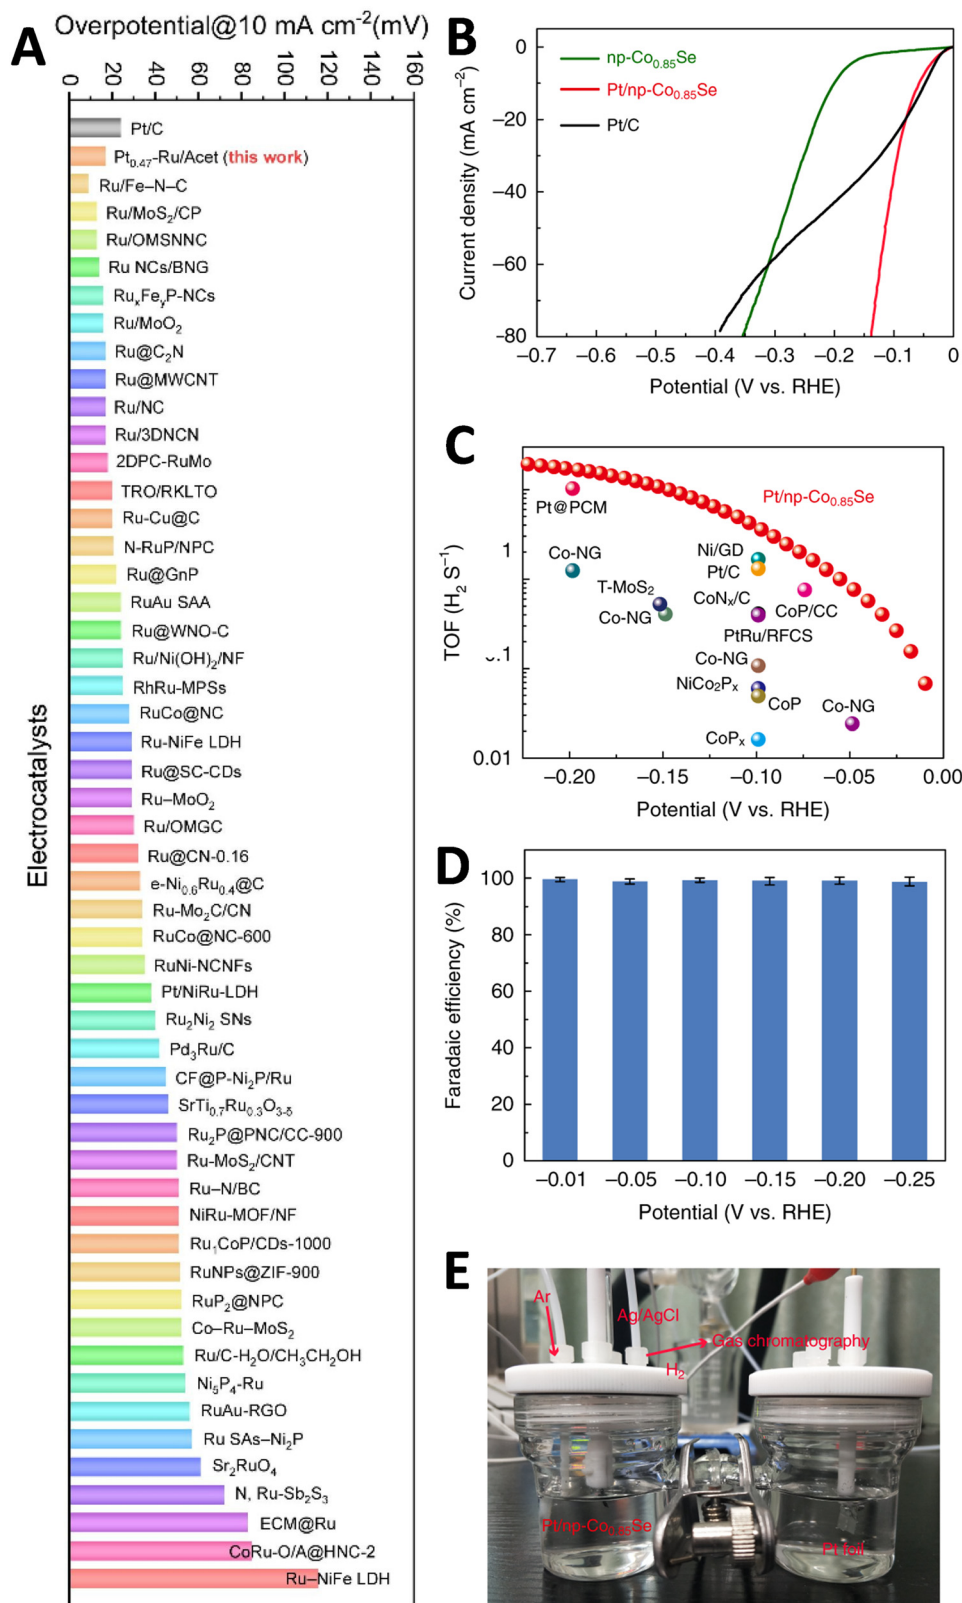 A
Overpotential@10 mA cm⁻²(mV)
0 20 40 60 80 100 120 140 160
Electrocatalysts
Pt/C
Pt₀.₄₇-Ru/Acet (this work)
Ru/Fe–N–C
Ru/MoS₂/CP
Ru/OMSNNC
Ru NCs/BNG
RuₓFeᵧP-NCs
Ru/MoO₂
Ru@C₂N
Ru@MWCNT
Ru/NC
Ru/3DNCN
2DPC-RuMo
TRO/RKLTO
Ru-Cu@C
N-RuP/NPC
Ru@GnP
RuAu SAA
Ru@WNO-C
Ru/Ni(OH)₂/NF
RhRu-MPSs
RuCo@NC
Ru-NiFe LDH
Ru@SC-CDs
Ru–MoO₂
Ru/OMGC
Ru@CN-0.16
e-Ni₀.₆Ru₀.₄@C
Ru-Mo₂C/CN
RuCo@NC-600
RuNi-NCNFs
Pt/NiRu-LDH
Ru₂Ni₂ SNs
Pd₃Ru/C
CF@P-Ni₂P/Ru
SrTi₀.₇Ru₀.₃O₃₋δ
Ru₂P@PNC/CC-900
Ru-MoS₂/CNT
Ru–N/BC
NiRu-MOF/NF
Ru₁CoP/CDs-1000
RuNPs@ZIF-900
RuP₂@NPC
Co–Ru–MoS₂
Ru/C-H₂O/CH₃CH₂OH
Ni₅P₄-Ru
RuAu-RGO
Ru SAs–Ni₂P
Sr₂RuO₄
N, Ru-Sb₂S₃
ECM@Ru
CoRu-O/A@HNC-2
Ru–NiFe LDH
B
Current density (mA cm⁻²)
0
−20
−40
−60
−80
np-Co₀.₈₅Se
Pt/np-Co₀.₈₅Se
Pt/C
−0.7 −0.6 −0.5 −0.4 −0.3 −0.2 −0.1 0
Potential (V vs. RHE)
C
TOF (H₂ S⁻¹)
1
0.01
Pt/np-Co₀.₈₅Se
Pt@PCM
Co-NG
Ni/GD
Pt/C
T-MoS₂
CoNₓ/C
CoP/CC
Co-NG
PtRu/RFCS
Co-NG
NiCo₂Pₓ
CoP
Co-NG
CoPₓ
−0.20 −0.15 −0.10 −0.05 0.00
Potential (V vs. RHE)
D
Faradaic efficiency (%)
100
80
60
40
20
0
−0.01 −0.05 −0.10 −0.15 −0.20 −0.25
Potential (V vs. RHE)
E
Ar
Ag/AgCl
Gas chromatography
H₂
Pt/np-Co₀.₈₅Se
Pt foil